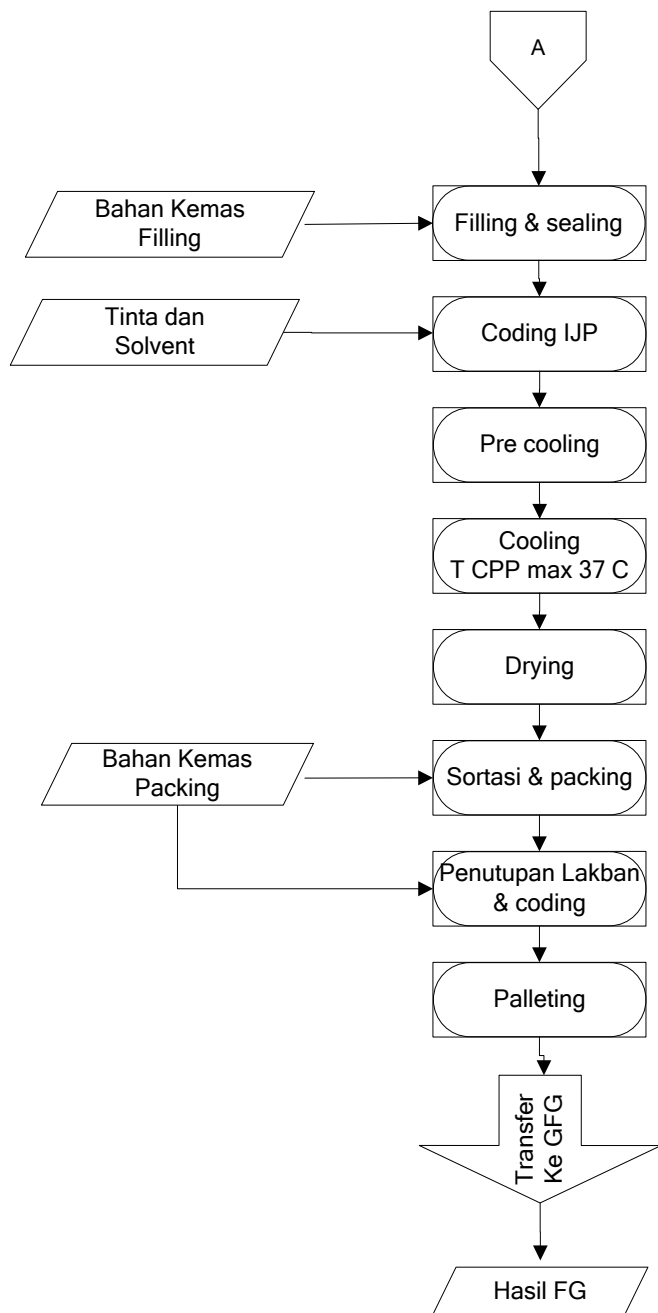 A
Bahan Kemas
Filling
Filling & sealing
Tinta dan
Solvent
Coding IJP
Pre cooling
Cooling
T CPP max 37 C
Drying
Bahan Kemas
Packing
Sortasi & packing
Penutupan Lakban
& coding
Palleting
Transfer
Ke GFG
Hasil FG